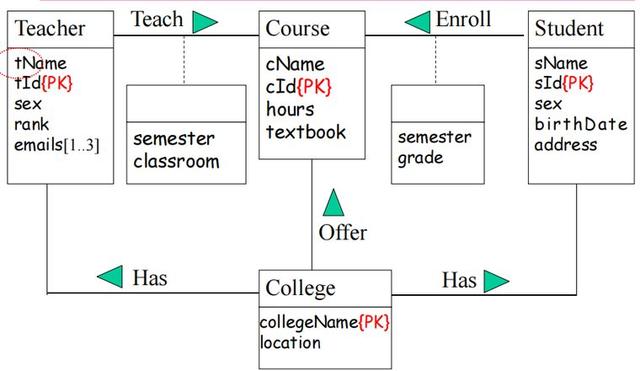 Teacher
tName
tId{PK}
sex
rank
emails[1..3]
Teach
semester
classroom
Course
cName
cId{PK}
hours
textbook
Enroll
semester
grade
Student
sName
sId{PK}
sex
birthDate
address
Offer
Has
College
collegeName{PK}
location
Has